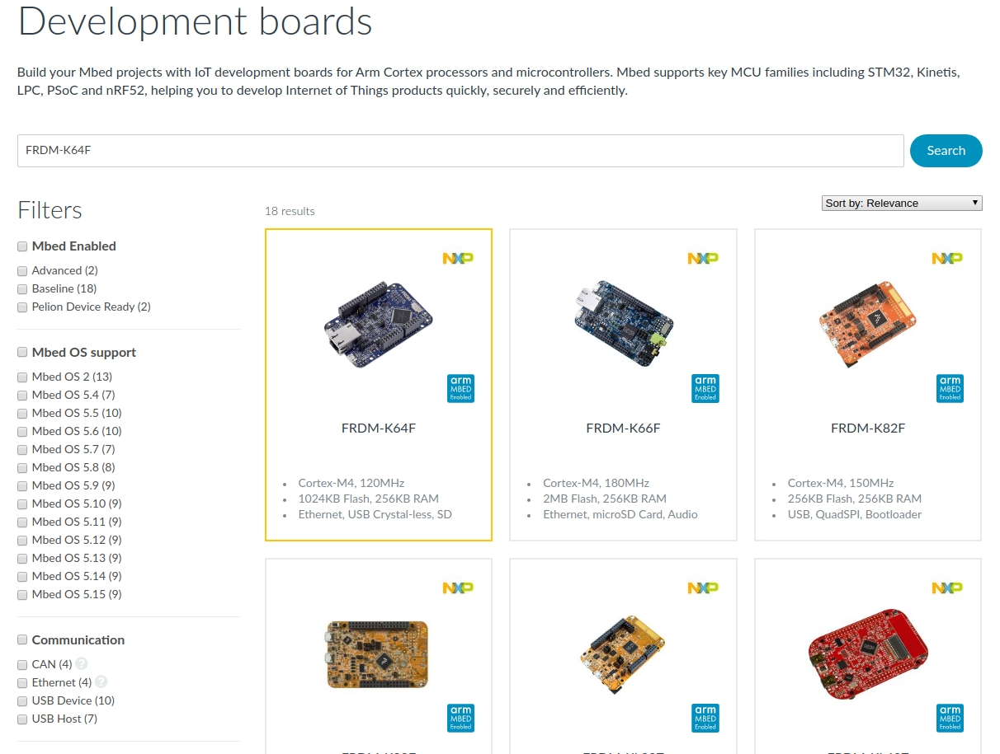 Development boards
Build your Mbed projects with IoT development boards for Arm Cortex processors and microcontrollers. Mbed supports key MCU families including STM32, Kinetis,
LPC, PSoC and nRF52, helping you to develop Internet of Things products quickly, securely and efficiently.
FRDM-K64F
Search
Filters
Mbed Enabled
Advanced (2)
Baseline (18)
Pelion Device Ready (2)
Mbed OS support
Mbed OS 2 (13)
Mbed OS 5.4 (7)
Mbed OS 5.5 (10)
Mbed OS 5.6 (10)
Mbed OS 5.7 (7)
Mbed OS 5.8 (8)
Mbed OS 5.9 (9)
Mbed OS 5.10 (9)
Mbed OS 5.11 (9)
Mbed OS 5.12 (9)
Mbed OS 5.13 (9)
Mbed OS 5.14 (9)
Mbed OS 5.15 (9)
Communication
CAN (4) ?
Ethernet (4) ?
USB Device (10)
USB Host (7)
18 results
Sort by: Relevance
NXP
arm
MBED
Enabled
FRDM-K64F
Cortex-M4, 120MHz
1024KB Flash, 256KB RAM
Ethernet, USB Crystal-less, SD
NXP
arm
MBED
Enabled
FRDM-K66F
Cortex-M4, 180MHz
2MB Flash, 256KB RAM
Ethernet, microSD Card, Audio
NXP
arm
MBED
Enabled
FRDM-K82F
Cortex-M4, 150MHz
256KB Flash, 256KB RAM
USB, QuadSPI, Bootloader
NXP
arm
MBED
Enabled
NXP
arm
MBED
Enabled
NXP
arm
MBED
Enabled